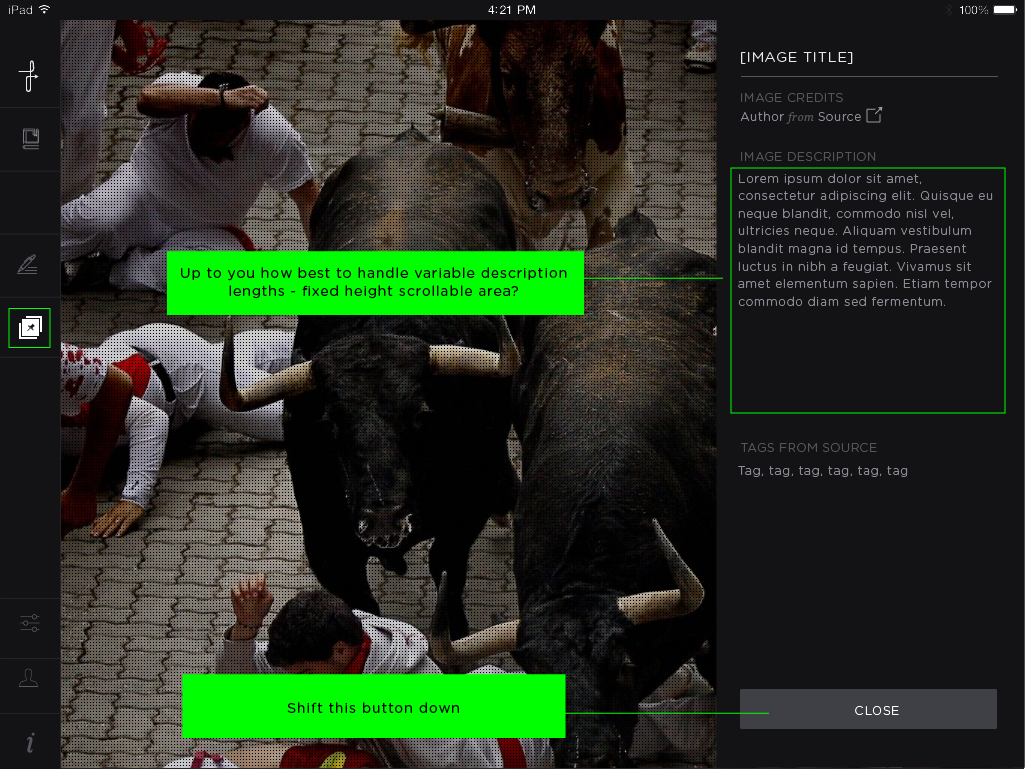 iPad
4:21 PM
100%
[IMAGE TITLE]
IMAGE CREDITS
Author from Source
IMAGE DESCRIPTION
Lorem ipsum dolor sit amet,
consectetur adipiscing elit. Quisque eu
neque blandit, commodo nisl vel,
ultricies neque. Aliquam vestibulum
blandit magna id tempus. Praesent
luctus in nibh a feugiat. Vivamus sit
amet elementum sapien. Etiam tempor
commodo diam sed fermentum.
Up to you how best to handle variable description
lengths - fixed height scrollable area?
TAGS FROM SOURCE
Tag, tag, tag, tag, tag, tag
Shift this button down
CLOSE
i